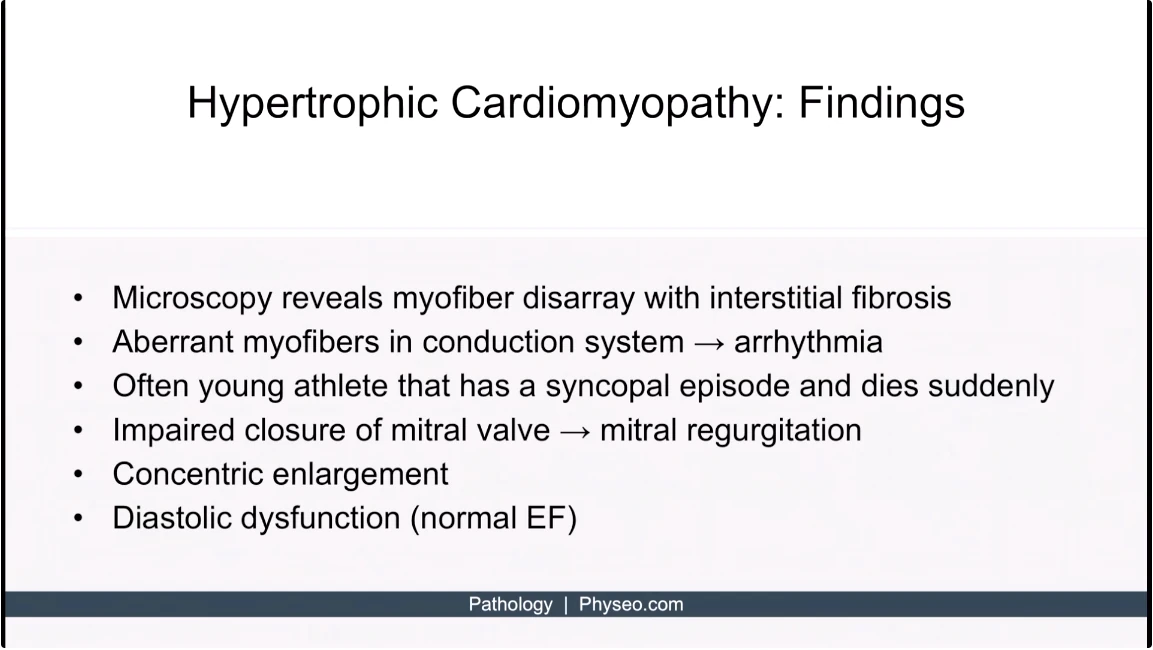 Hypertrophic Cardiomyopathy: Findings
• Microscopy reveals myofiber disarray with interstitial fibrosis
• Aberrant myofibers in conduction system → arrhythmia
• Often young athlete that has a syncopal episode and dies suddenly
• Impaired closure of mitral valve → mitral regurgitation
• Concentric enlargement
• Diastolic dysfunction (normal EF)
Pathology | Physeo.com